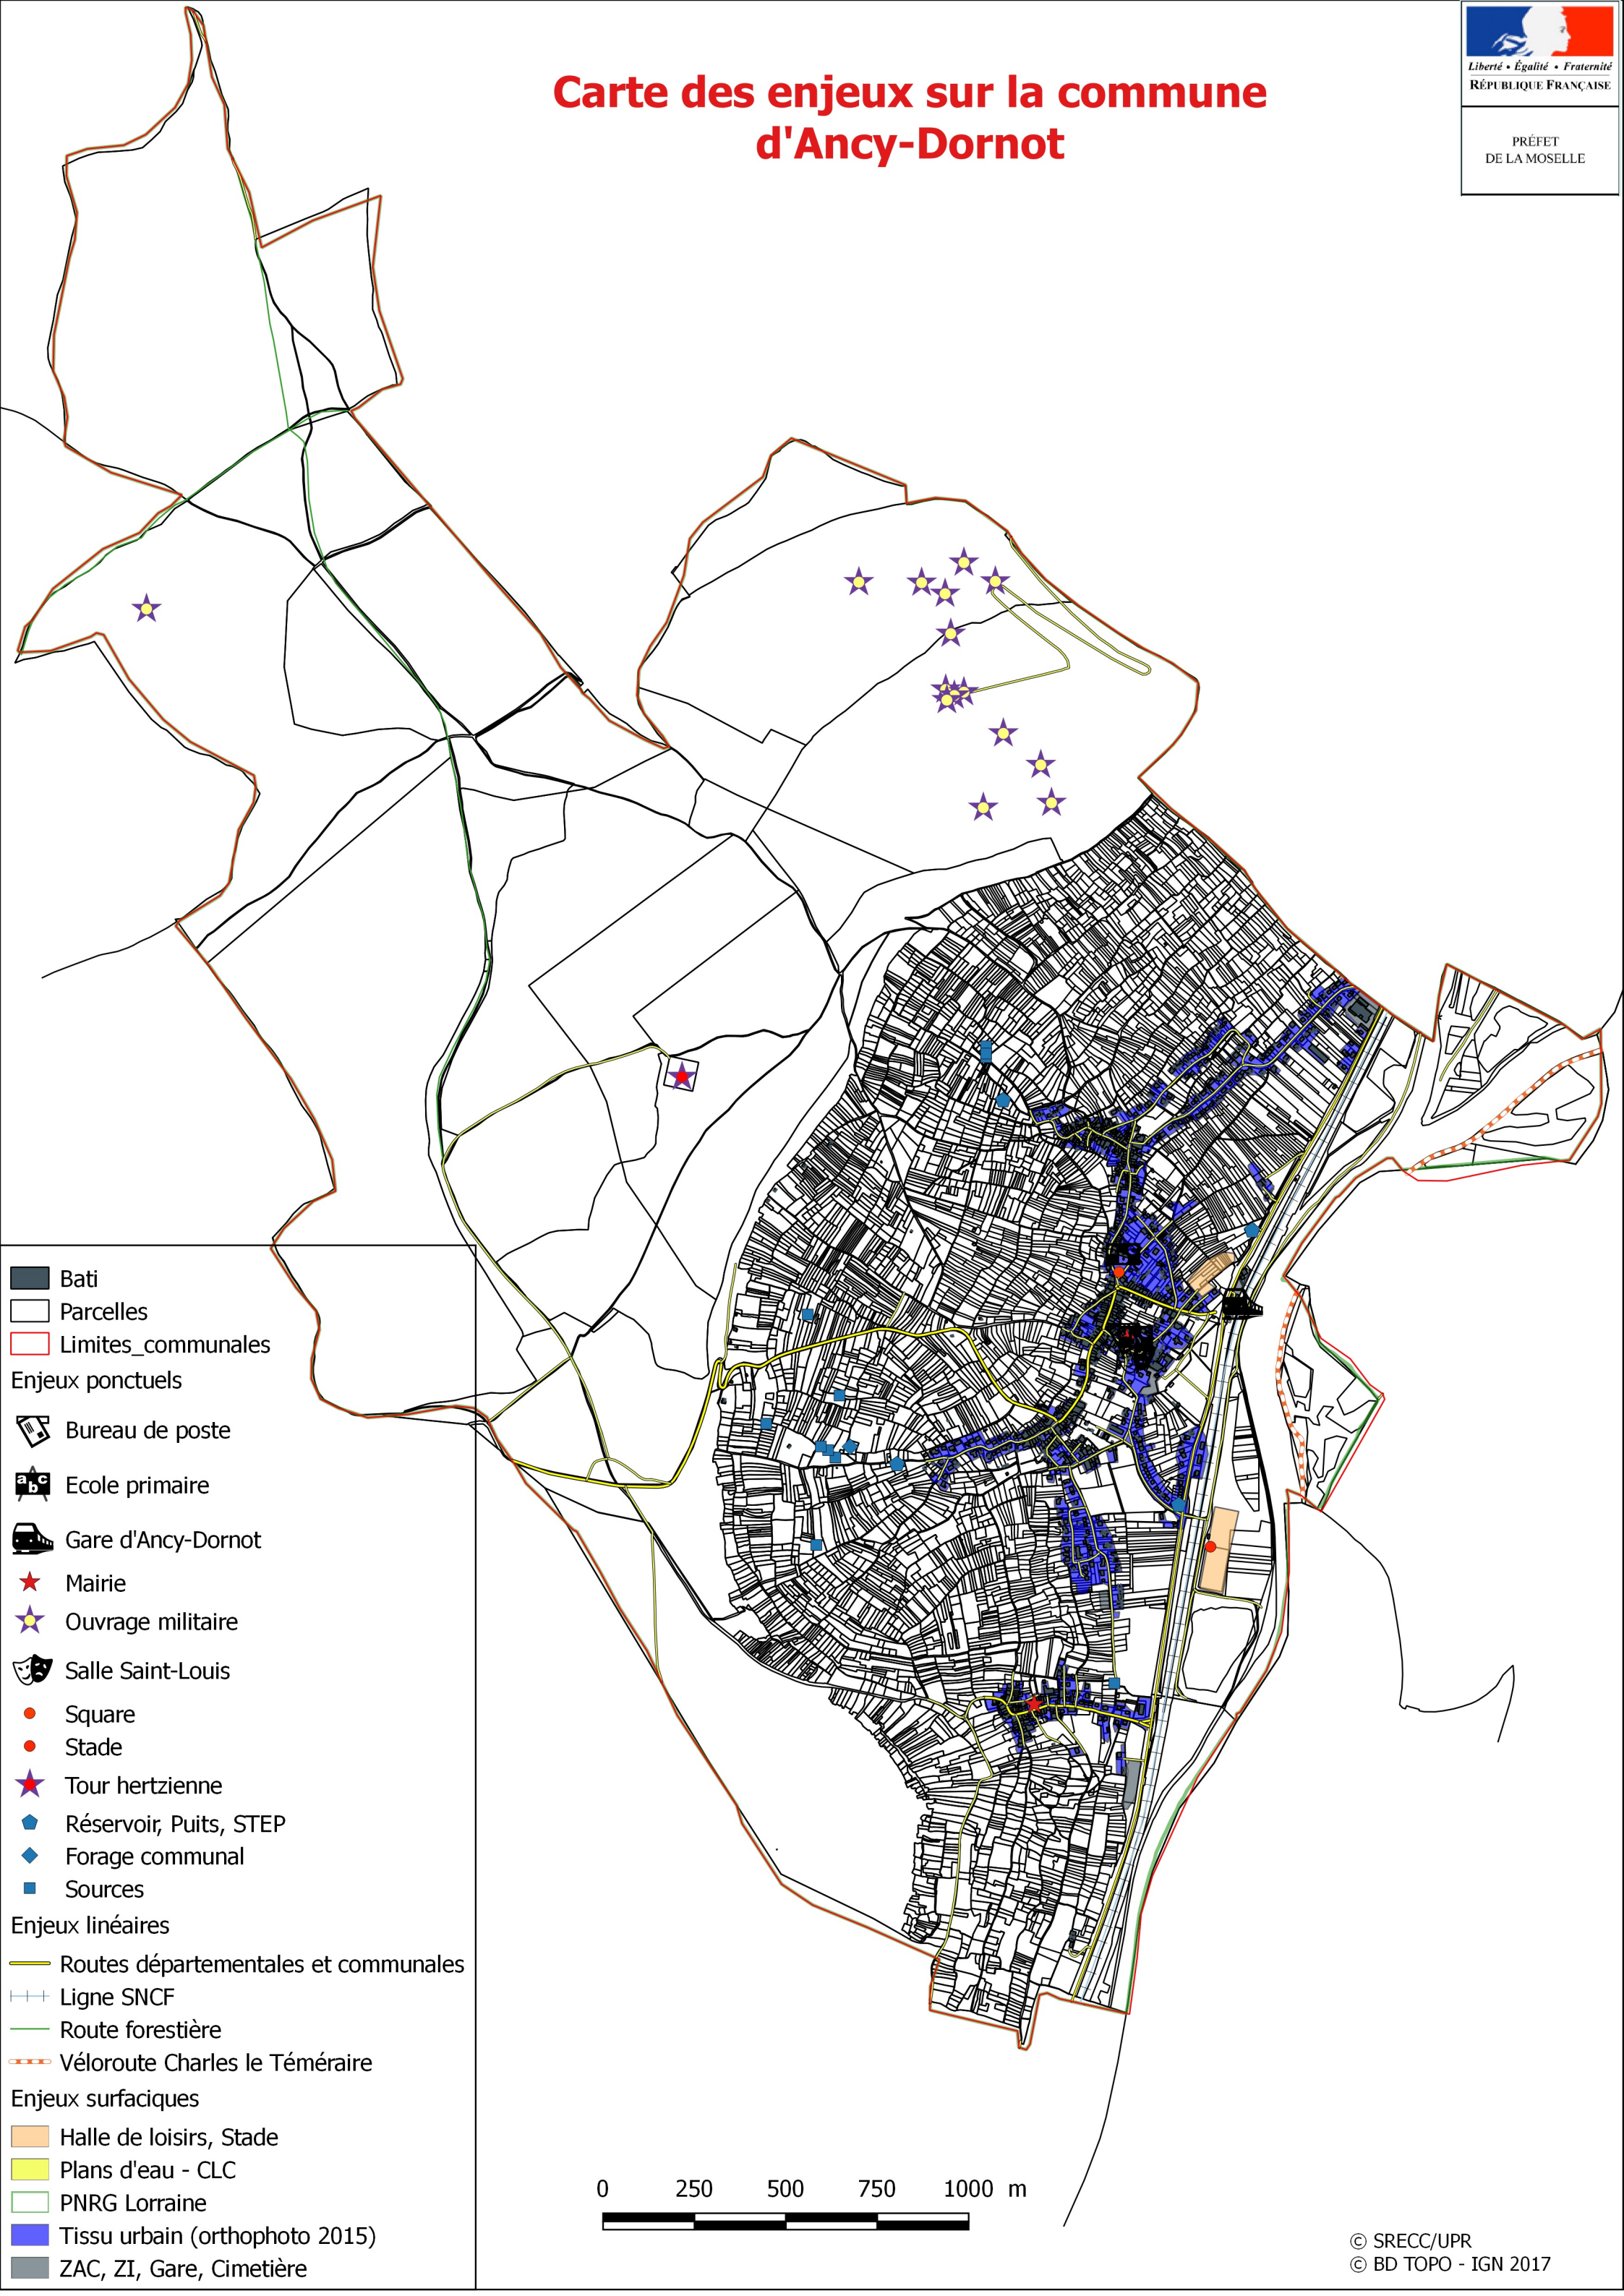 Carte des enjeux sur la commune
d'Ancy-Dornot
Liberté • Égalité • Fraternité
RÉPUBLIQUE FRANÇAISE
PRÉFET
DE LA MOSELLE
Bati
Parcelles
Limites_communales
Enjeux ponctuels
Bureau de poste
a b c
Ecole primaire
Gare d'Ancy-Dornot
Mairie
Ouvrage militaire
Salle Saint-Louis
Square
Stade
Tour hertzienne
Réservoir, Puits, STEP
Forage communal
Sources
Enjeux linéaires
Routes départementales et communales
Ligne SNCF
Route forestière
Véloroute Charles le Téméraire
Enjeux surfaciques
Halle de loisirs, Stade
Plans d'eau - CLC
PNRG Lorraine
Tissu urbain (orthophoto 2015)
ZAC, ZI, Gare, Cimetière
0 250 500 750 1000 m
© SRECC/UPR
© BD TOPO - IGN 2017